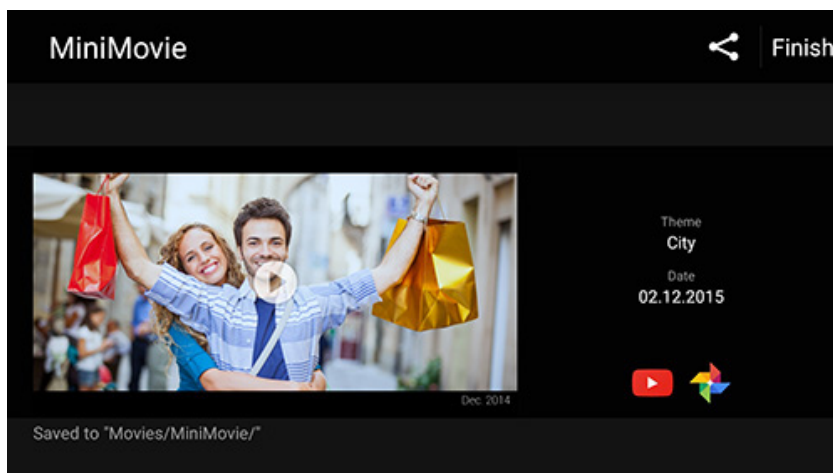 MiniMovie
Finish
Theme
City
Date
02.12.2015
Dec. 2014
Saved to "Movies/MiniMovie/"